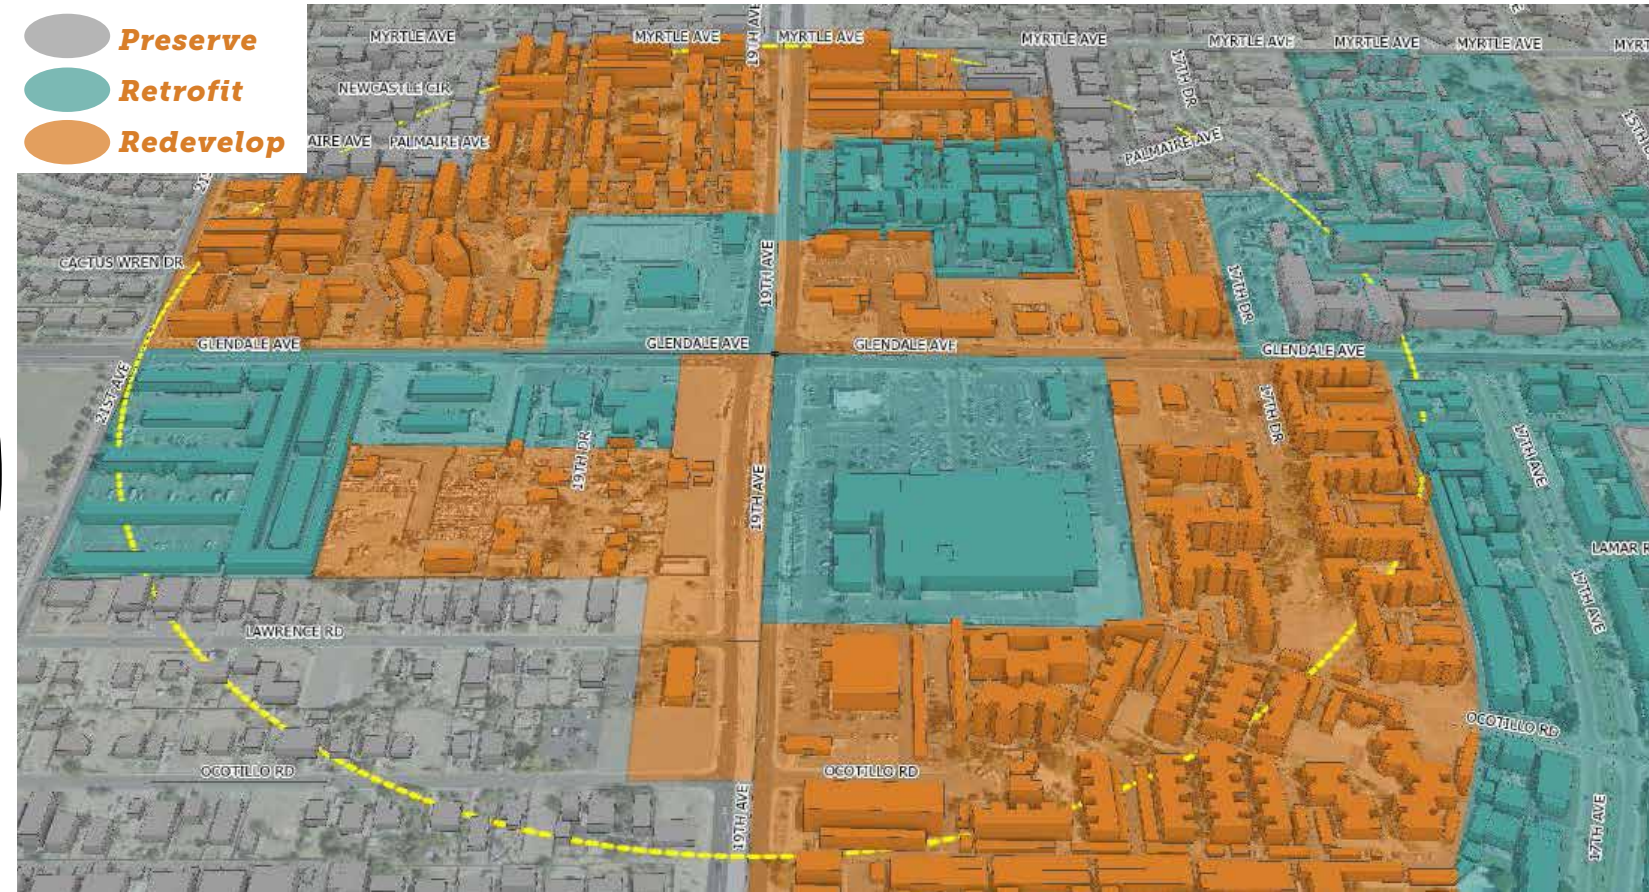 Preserve
Retrofit
Redevelop
19TH AVE
MYRTLE AVE
MYRTLE AVE
MYRTLE AVE
MYRTLE AVE
MYRTLE AVE
MYRTLE AVE
MYRTLE AVE
MYRT
NEWCASTLE CIR
17TH DR
AIRE AVE
PALMAIRE AVE
PALMAIRE AVE
CACTUS WREN DR
19TH AVE
17TH DR
GLENDALE AVE
GLENDALE AVE
GLENDALE AVE
GLENDALE AVE
21ST AVE
19TH DR
17TH DR
17TH AVE
19TH AVE
LAMAR R
17TH AVE
LAWRENCE RD
OCOTILLO RD
OCOTILLO RD
OCOTILLO RD
19TH AVE
17TH AVE